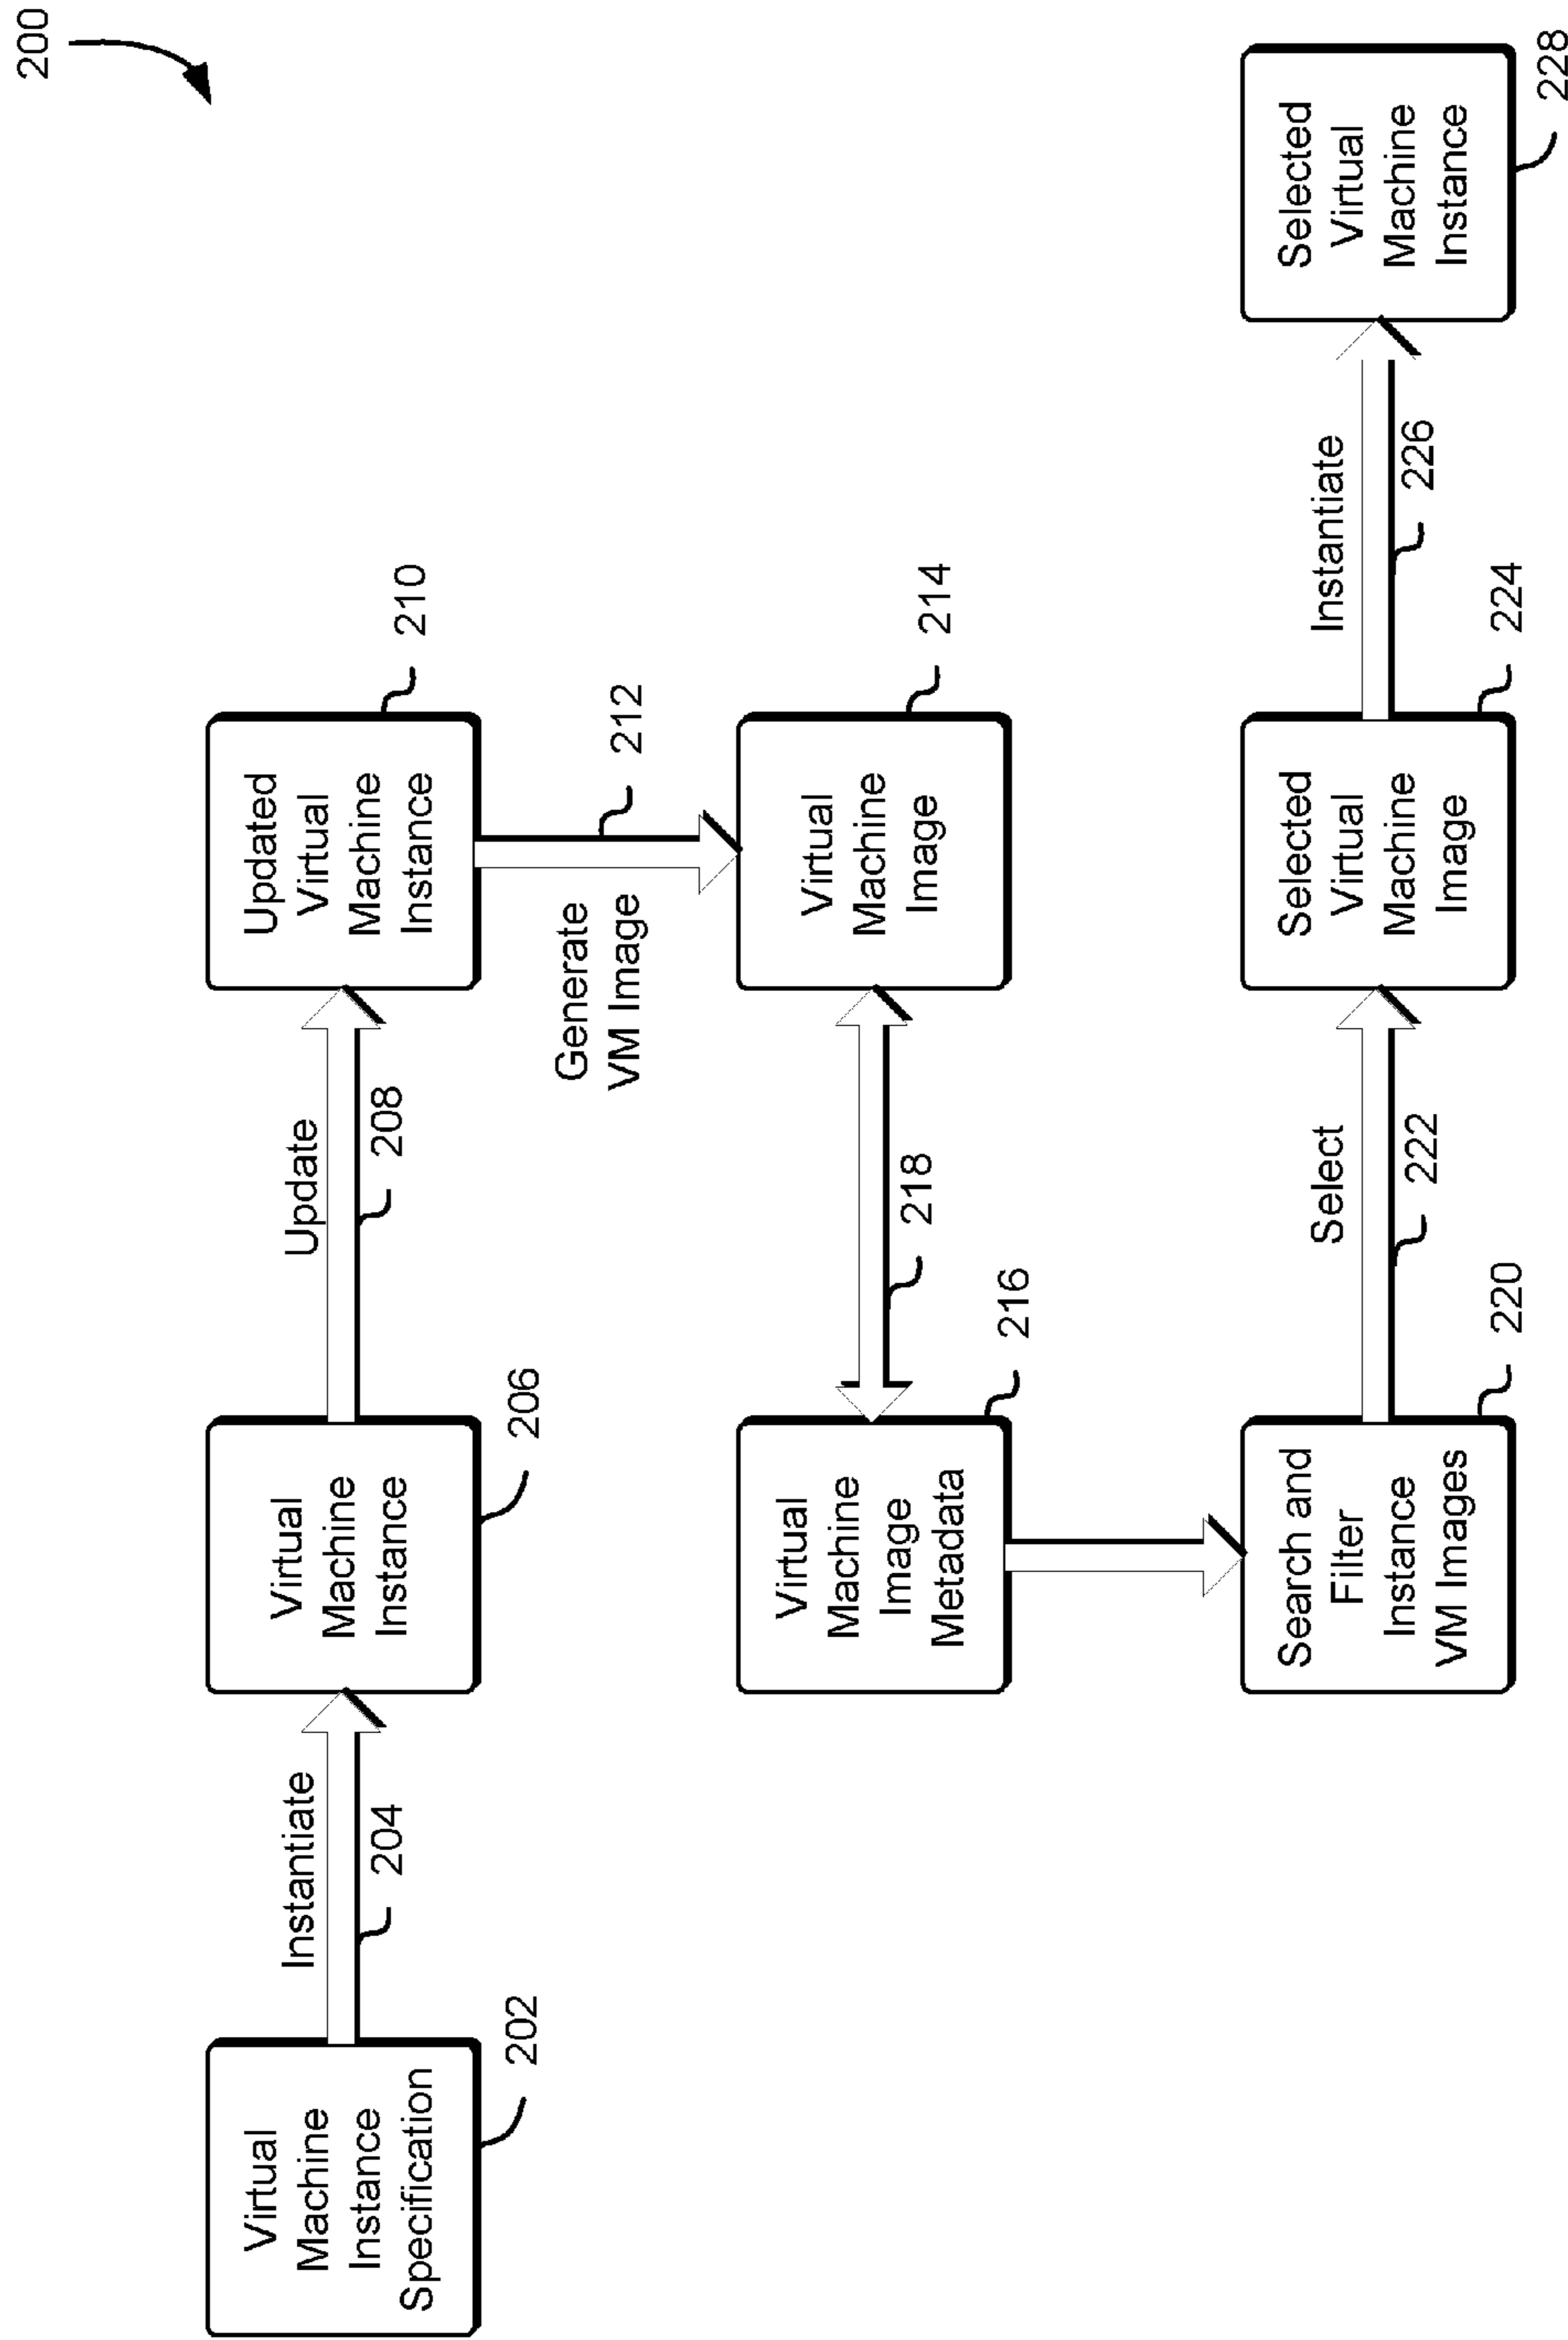 200
Virtual
Machine
Instance
Specification
202
Instantiate
204
Virtual
Machine
Instance
206
Update
208
Updated
Virtual
Machine
Instance
210
Generate
VM Image
212
Virtual
Machine
Image
214
218
Virtual
Machine
Image
Metadata
216
Search and
Filter
Instance
VM Images
220
Select
222
Selected
Virtual
Machine
Image
224
Instantiate
226
Selected
Virtual
Machine
Instance
228